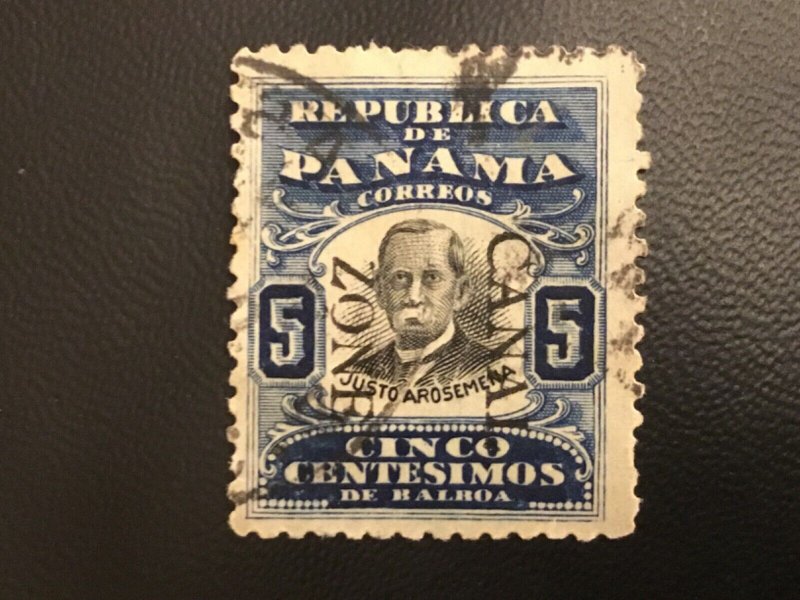 REPUBLICA
DE
PANAMA
CORREOS
CANAL
ZONE
5 5
JUSTO AROSEMENA
CINCO
CENTESIMOS
DE BALBOA